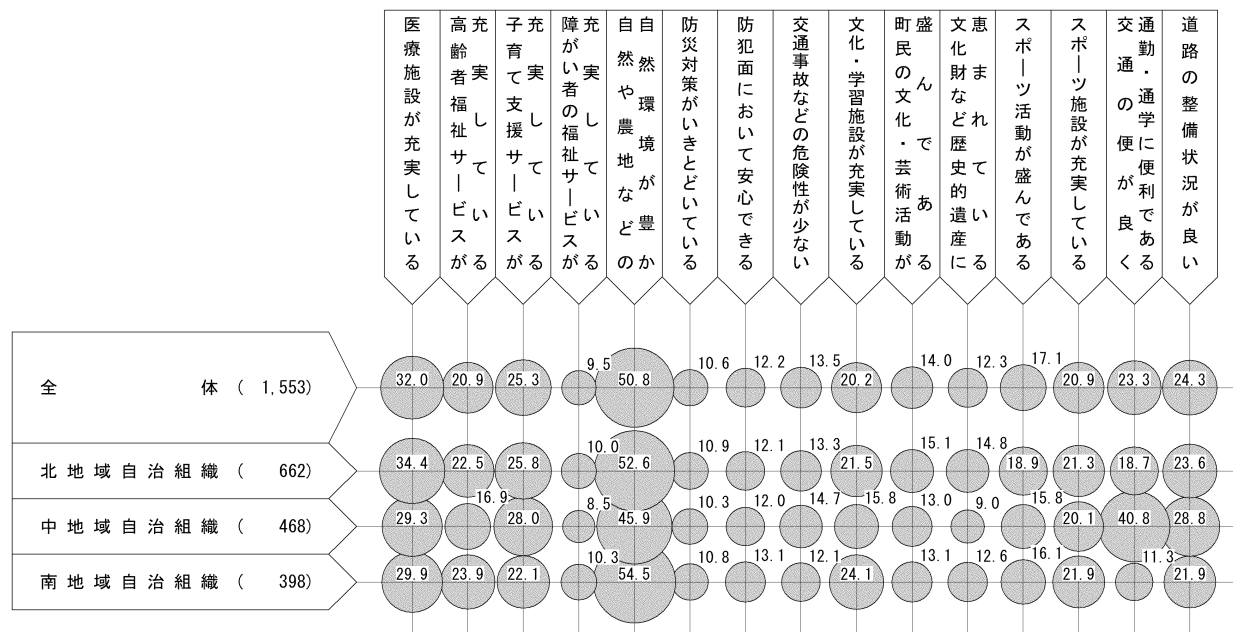 医療施設が充実している
高齢者福祉サービスが
充実している
子育て支援サービスが
充実している
障がい者の福祉サービスが
充実している
自然や農地などの
自然環境が豊か
防災対策がいきとどいている
防犯面において安心できる
交通事故などの危険性が少ない
文化・学習施設が充実している
町民の文化・芸術活動が
盛んである
文化財など歴史的遺産に
恵まれている
スポーツ活動が盛んである
スポーツ施設が充実している
交通の便が良く
通勤・通学に便利である
道路の整備状況が良い
全体 ( 1,553) 32.0 20.9 25.3 9.5 50.8 10.6 12.2 13.5 20.2 14.0 12.3 17.1 20.9 23.3 24.3
北地域自治組織 ( 662) 34.4 22.5 25.8 10.0 52.6 10.9 12.1 13.3 21.5 15.1 14.8 18.9 21.3 18.7 23.6
中地域自治組織 ( 468) 29.3 16.9 28.0 8.5 45.9 10.3 12.0 14.7 15.8 13.0 9.0 15.8 20.1 40.8 28.8
南地域自治組織 ( 398) 29.9 23.9 22.1 10.3 54.5 10.8 13.1 12.1 24.1 13.1 12.6 16.1 21.9 11.3 21.9